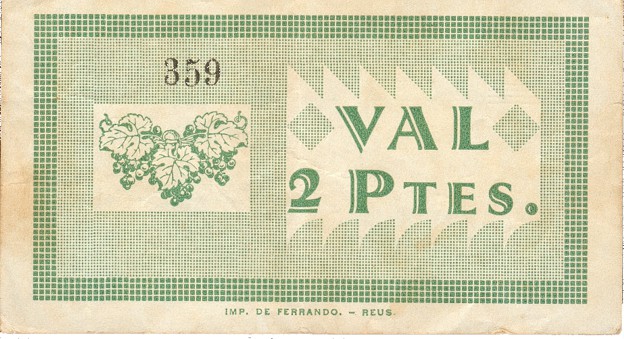 359
VAL
2 PTES.
IMP. DE FERRANDO. - REUS